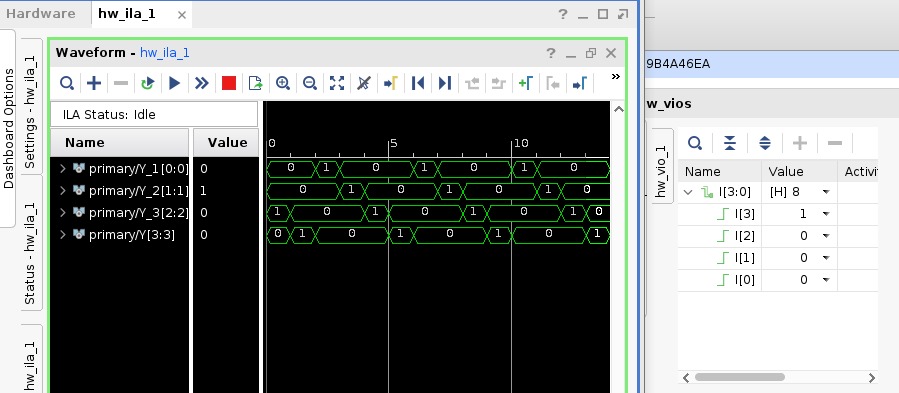 Hardware hw_ila_1 × ?
9B4A46EA
Waveform - hw_ila_1 ?
hw_vios
Dashboard Options
Settings - hw_ila_1
Status - hw_ila_1
hw_ila_1
ILA Status: Idle
Name Value
0 5 10
primary/Y_1[0:0] 0 0 1 0 1 0 1 0
primary/Y_2[1:1] 1 0 1 0 1 0 1 0
primary/Y_3[2:2] 0 1 0 1 0 1 0 1 0
primary/Y[3:3] 0 0 1 0 1 0 1 0 1
hw_vio_1
Name Value Activi
I[3:0] [H] 8
I[3] 1
I[2] 0
I[1] 0
I[0] 0